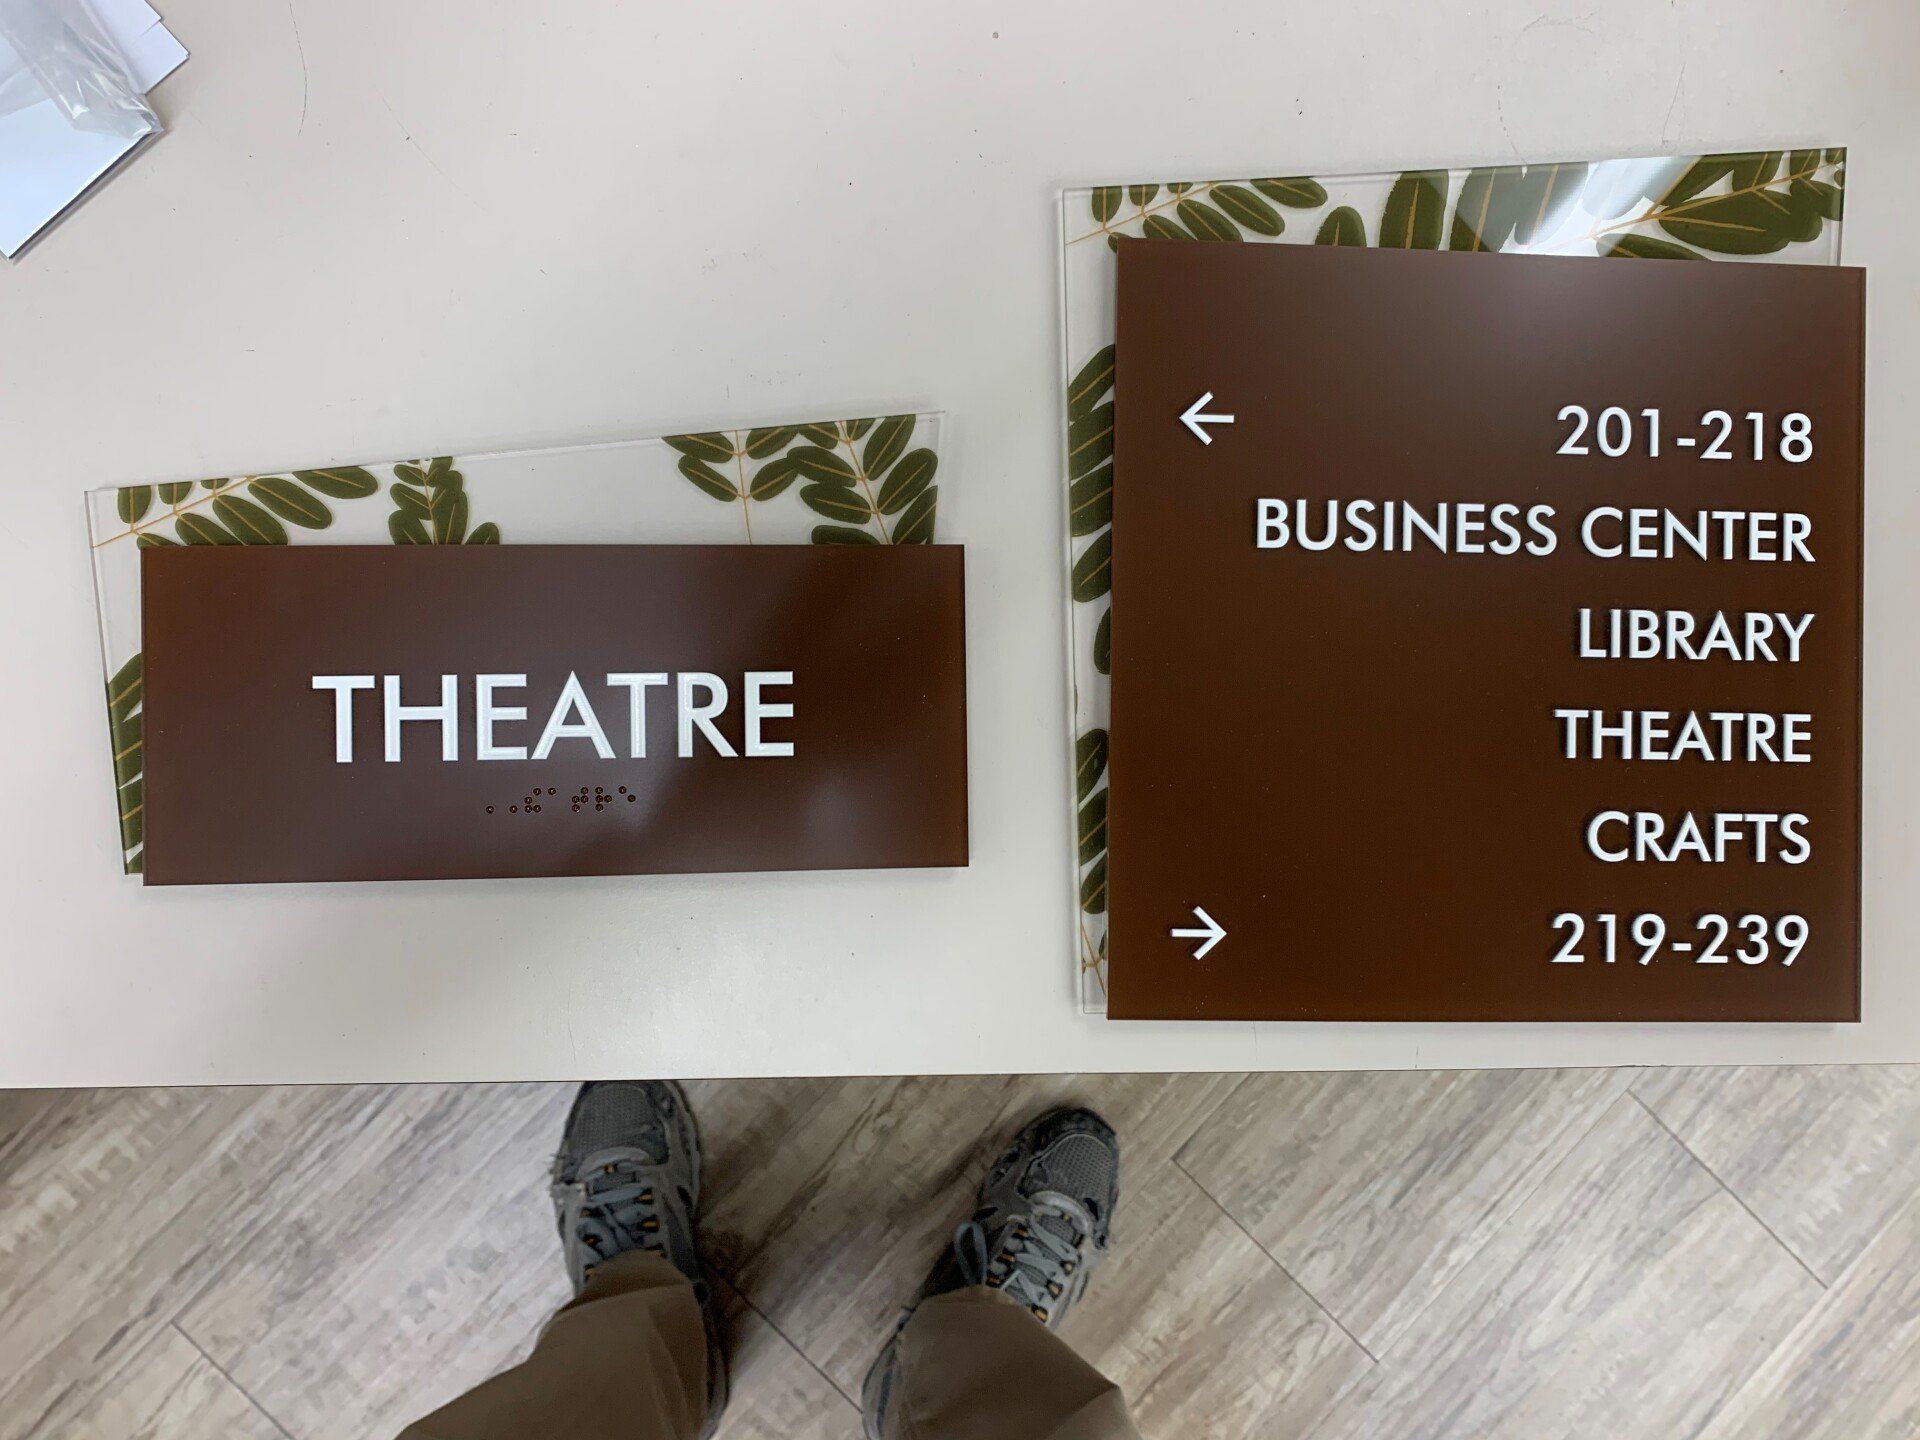 THEATRE
← 201-218
BUSINESS CENTER
LIBRARY
THEATRE
CRAFTS
→ 219-239